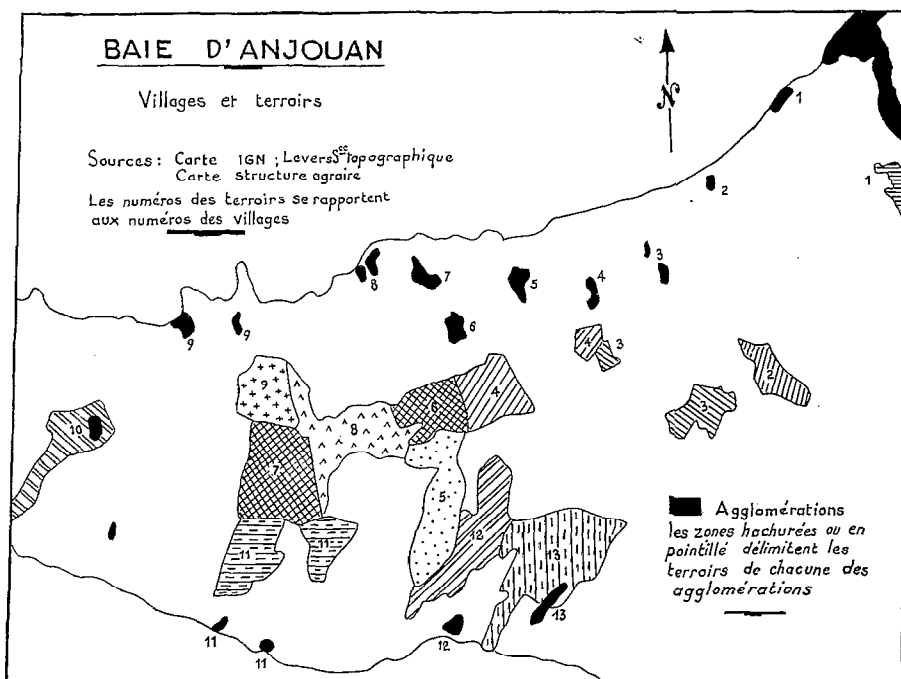 BAIE D'ANJOUAN
Villages et terroirs
Sources: Carte IGN ; Levers Sce topographique
Carte structure agraire
Les numéros des terroirs se rapportent
aux numéros des villages
N
1
1
2
3
8
7
5
4
9
9
6
4
3
2
9
6
4
3
10
8
7
5
11
11
12
13
Agglomérations
les zones hachurées ou en
pointillé délimitent les
terroirs de chacune des
agglomérations
11
11
12
13